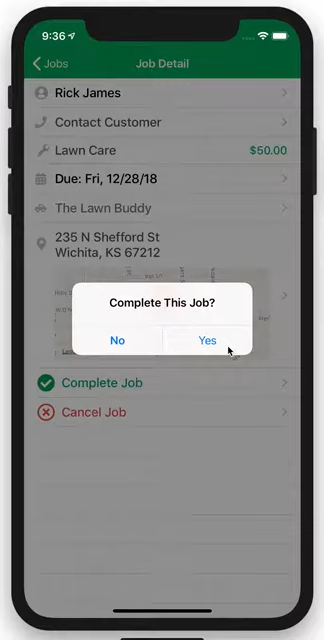 9:36
Jobs
Job Detail
Rick James
Contact Customer
Lawn Care $50.00
Due: Fri, 12/28/18
The Lawn Buddy
235 N Shefford St
Wichita, KS 67212
Complete This Job?
No Yes
Complete Job
Cancel Job